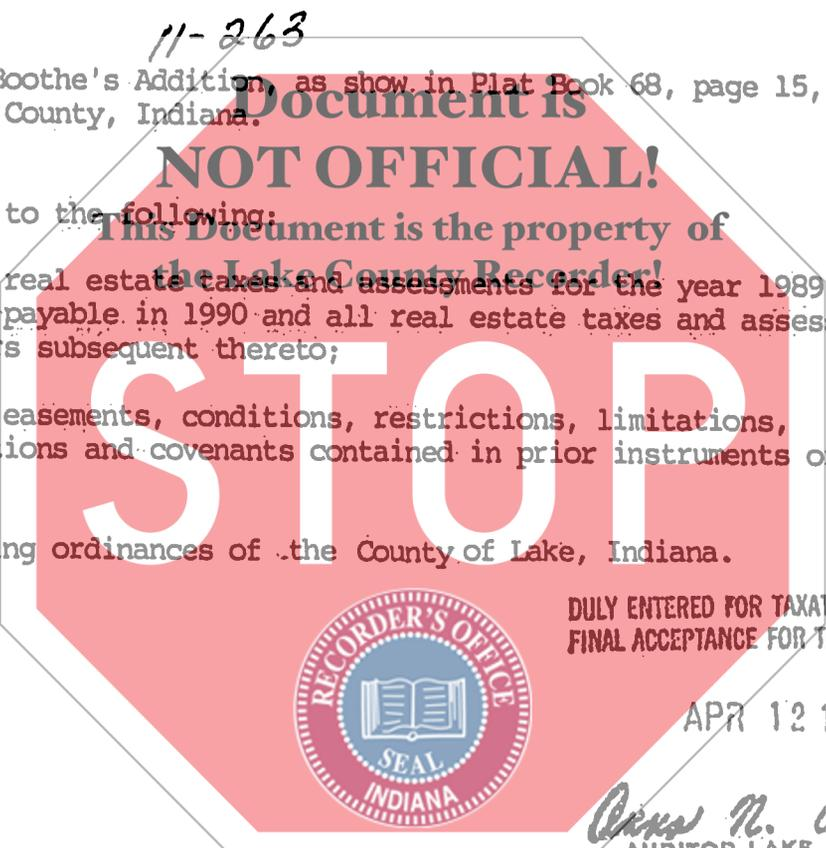 11-263
Boothe's Addition, as show in Plat Book 68, page 15,
County, Indiana.
Document is
NOT OFFICIAL!
to the following:
This Document is the property of
the Lake County Recorder!
real estate taxes and assessments for the year 1989
payable in 1990 and all real estate taxes and asses
s subsequent thereto;
STOP
easements, conditions, restrictions, limitations,
ions and covenants contained in prior instruments o
ng ordinances of the County of Lake, Indiana.
DULY ENTERED FOR TAXAT
FINAL ACCEPTANCE FOR T
RECORDER'S OFFICE
SEAL
INDIANA
APR 12 1
N.
AUDITOR LAKE